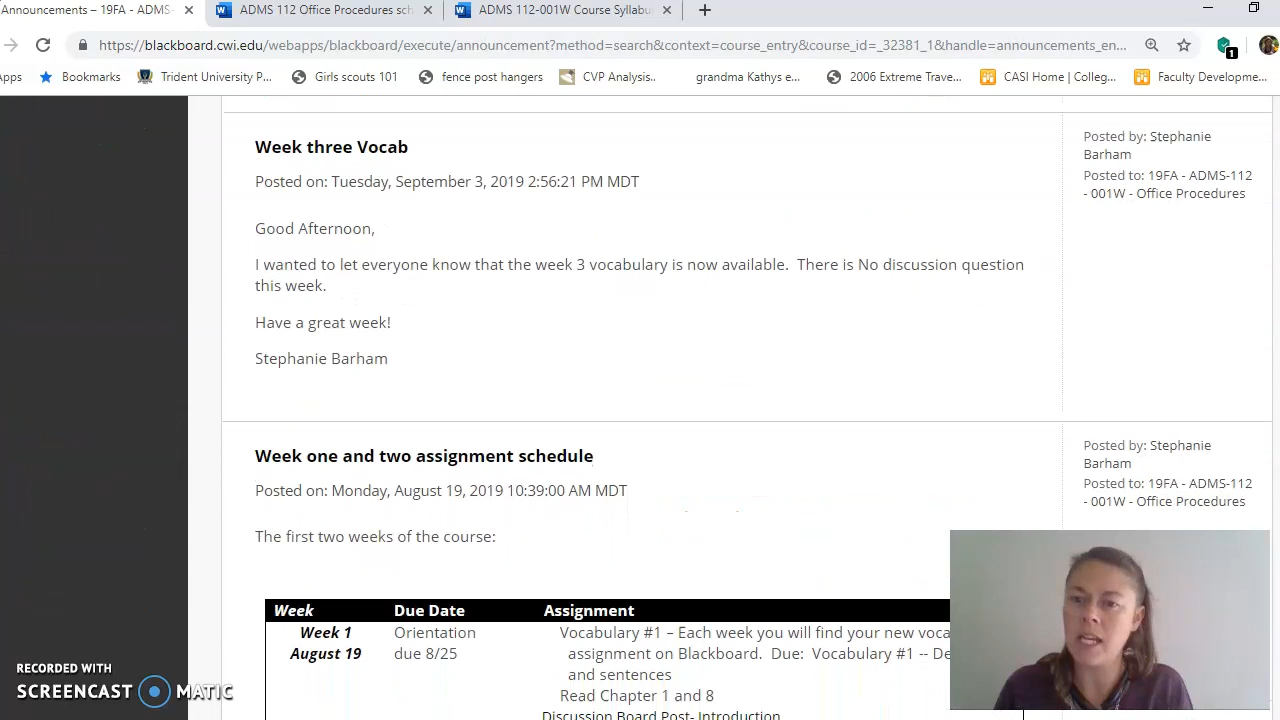 Announcements – 19FA - ADMS- ADMS 112 Office Procedures sch ADMS 112-001W Course Syllabu
https://blackboard.cwi.edu/webapps/blackboard/execute/announcement?method=search&context=course_entry&course_id=_32381_1&handle=announcements_en... 1
Apps Bookmarks Trident University P... Girls scouts 101 fence post hangers CVP Analysis.. grandma Kathys e... 2006 Extreme Trave... CASI Home | Colleg... Faculty Developme...
Week three Vocab
Posted on: Tuesday, September 3, 2019 2:56:21 PM MDT
Posted by: Stephanie
Barham
Posted to: 19FA - ADMS-112
- 001W - Office Procedures
Good Afternoon,
I wanted to let everyone know that the week 3 vocabulary is now available. There is No discussion question
this week.
Have a great week!
Stephanie Barham
Week one and two assignment schedule
Posted on: Monday, August 19, 2019 10:39:00 AM MDT
Posted by: Stephanie
Barham
Posted to: 19FA - ADMS-112
- 001W - Office Procedures
The first two weeks of the course:
Week Due Date Assignment
Week 1 Orientation Vocabulary #1 – Each week you will find your new voca
August 19 due 8/25 assignment on Blackboard. Due: Vocabulary #1 -- De
and sentences
Read Chapter 1 and 8
Discussion Board Post- Introduction
RECORDED WITH
SCREENCAST MATIC